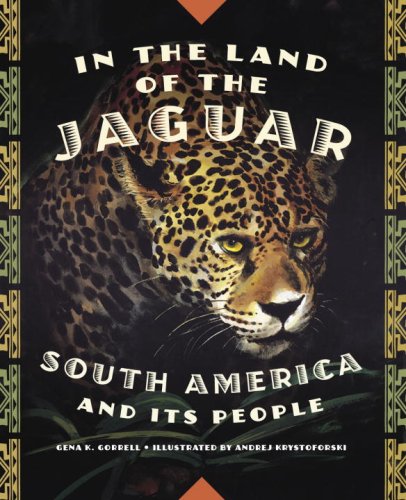 IN THE LAND
OF THE
JAGUAR
SOUTH AMERICA
AND ITS PEOPLE
GENA K. GORRELL • ILLUSTRATED BY ANDREJ KRYSTOFORSKI